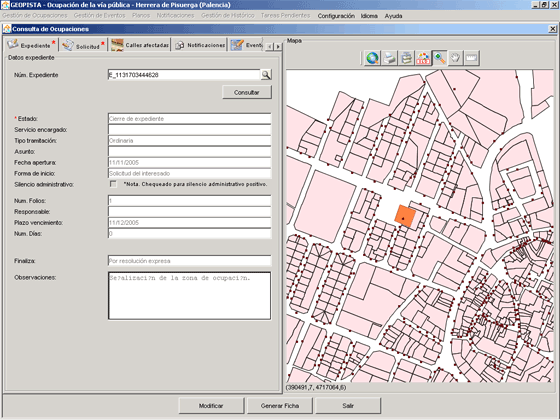 GEOPISTA - Ocupación de la vía pública - Herrera de Pisuerga (Palencia)
Gestión de Ocupaciones Gestión de Eventos Planos Notificaciones Gestión de Histórico Tareas Pendientes Configuración Idioma Ayuda
Consulta de Ocupaciones
Expediente * Solicitud * Calles afectadas Notificaciones Evento
Mapa
Datos expediente
Núm. Expediente E_1131703444628
Consultar
* Estado: Cierre de expediente
Servicio encargado:
Tipo tramitación: Ordinaria
Asunto:
Fecha apertura: 11/11/2005
Forma de inicio: Solicitud del interesado
Silencio administrativo: *Nota. Chequeado para silencio administrativo positivo.
Num. Folios: 1
Responsable:
Plazo vencimiento: 11/12/2005
Num. Días: 0
Finaliza: Por resolución expresa
Observaciones: Se?alizaci?n de la zona de ocupaci?n.
(390491,7, 4717064,6)
Modificar Generar Ficha Salir